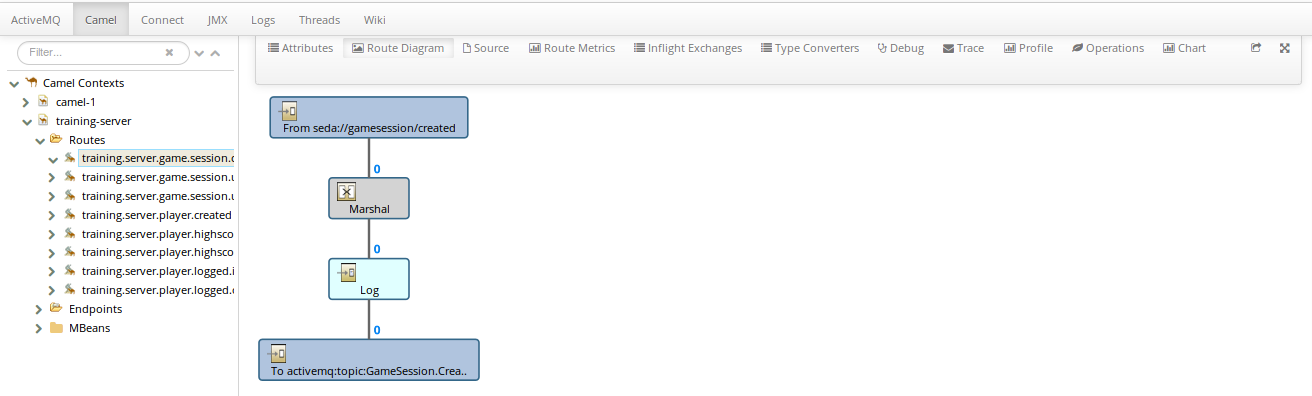 ActiveMQ Camel Connect JMX Logs Threads Wiki
Filter...
Attributes Route Diagram Source Route Metrics Inflight Exchanges Type Converters Debug Trace Profile Operations Chart
Camel Contexts
camel-1
training-server
Routes
training.server.game.session.c
training.server.game.session.u
training.server.game.session.u
training.server.player.created
training.server.player.highsco
training.server.player.highsco
training.server.player.logged.i
training.server.player.logged.o
Endpoints
MBeans
From seda://gamesession/created
0
Marshal
0
Log
0
To activemq:topic:GameSession.Crea..